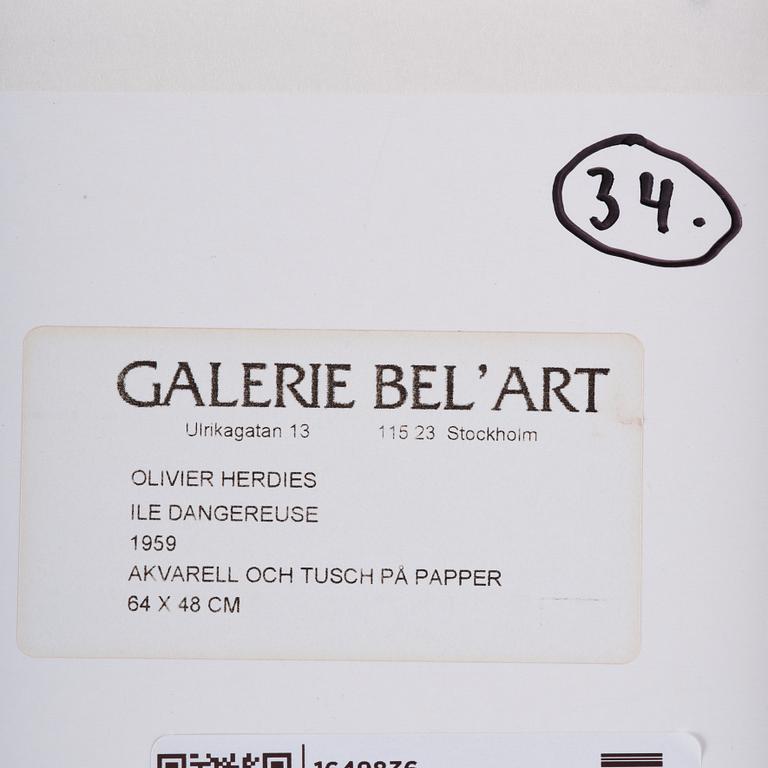 34.
GALERIE BEL'ART
Ulrikagatan 13 115 23 Stockholm
OLIVIER HERDIES
ILE DANGEREUSE
1959
AKVARELL OCH TUSCH PÅ PAPPER
64 X 48 CM
1649836